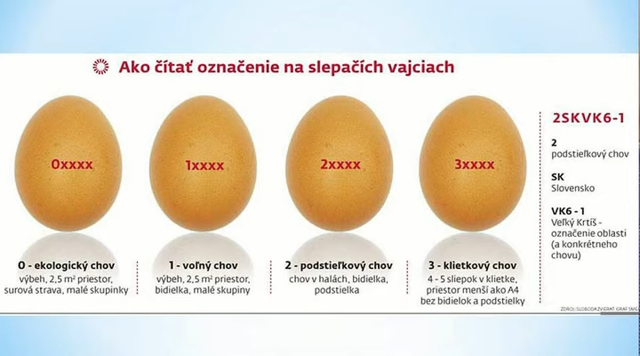 Ako čítať označenie na slepačích vajciach
0xxxx
1xxxx
2xxxx
3xxxx
0 - ekologický chov
výbeh, 2,5 m² priestor,
surová strava, malé skupinky
1 - voľný chov
výbeh, 2,5 m² priestor,
bidielka, malé skupiny
2 - podstieľkový chov
chov v halách, bidielka,
podstielka
3 - klietkový chov
4 - 5 sliepok v klietke,
priestor menší ako A4
bez bidielok a podstielky
2SKVK6-1
2
podstieľkový chov
SK
Slovensko
VK6 - 1
Veľký Krtíš -
označenie oblasti
(a konkrétneho
chovu)